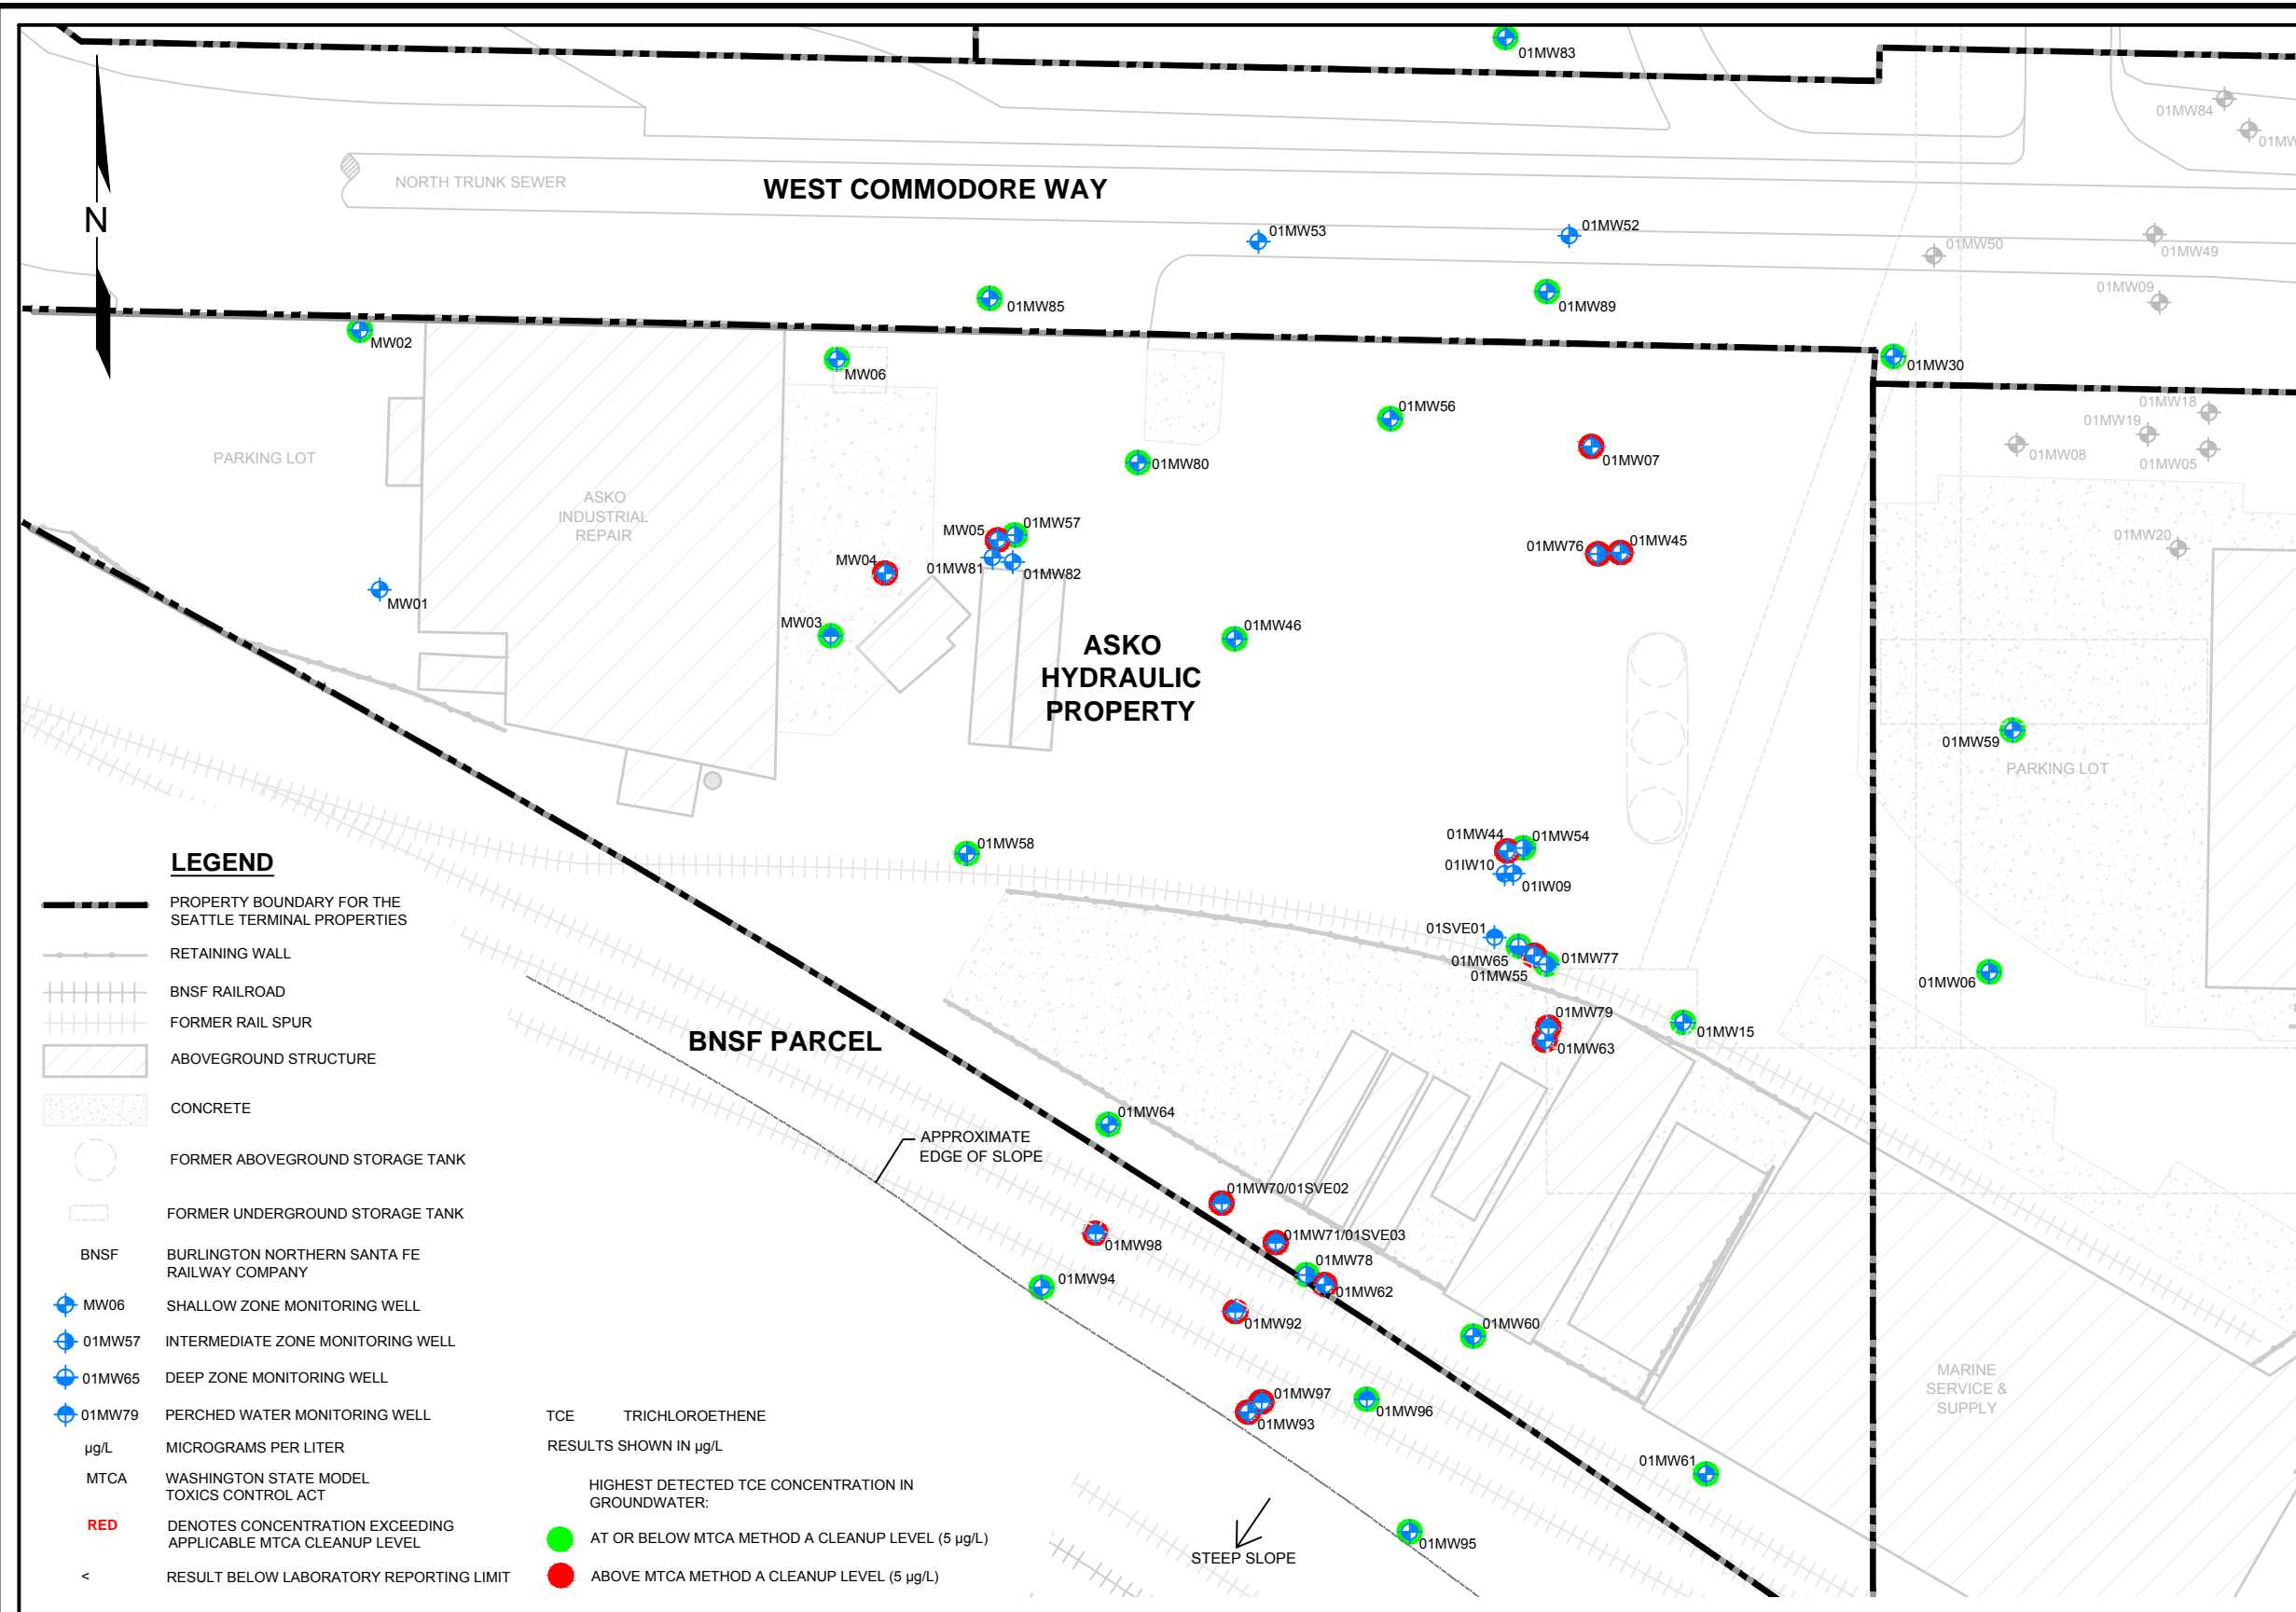 01MW83
01MW84
01MW
NORTH TRUNK SEWER
WEST COMMODORE WAY
N
01MW53
01MW52
01MW50
01MW49
01MW09
01MW85
01MW89
MW02
MW06
01MW30
01MW56
01MW18
01MW19
01MW08
01MW05
01MW07
01MW80
PARKING LOT
ASKO
INDUSTRIAL
REPAIR
MW05
01MW57
MW04
01MW81
01MW82
01MW76
01MW45
01MW20
MW01
MW03
01MW46
ASKO
HYDRAULIC
PROPERTY
01MW59
PARKING LOT
01MW58
01MW44
01MW54
01IW10
01IW09
01SVE01
01MW65
01MW77
01MW55
01MW06
01MW79
01MW63
01MW15
BNSF PARCEL
01MW64
APPROXIMATE
EDGE OF SLOPE
01MW70/01SVE02
01MW71/01SVE03
01MW98
01MW78
01MW94
01MW62
01MW92
01MW60
01MW97
01MW93
01MW96
MARINE
SERVICE &
SUPPLY
01MW61
01MW95
STEEP SLOPE
LEGEND
PROPERTY BOUNDARY FOR THE
SEATTLE TERMINAL PROPERTIES
RETAINING WALL
BNSF RAILROAD
FORMER RAIL SPUR
ABOVEGROUND STRUCTURE
CONCRETE
FORMER ABOVEGROUND STORAGE TANK
FORMER UNDERGROUND STORAGE TANK
BNSF BURLINGTON NORTHERN SANTA FE
RAILWAY COMPANY
MW06 SHALLOW ZONE MONITORING WELL
01MW57 INTERMEDIATE ZONE MONITORING WELL
01MW65 DEEP ZONE MONITORING WELL
01MW79 PERCHED WATER MONITORING WELL
µg/L MICROGRAMS PER LITER
MTCA WASHINGTON STATE MODEL
TOXICS CONTROL ACT
RED DENOTES CONCENTRATION EXCEEDING
APPLICABLE MTCA CLEANUP LEVEL
< RESULT BELOW LABORATORY REPORTING LIMIT
TCE TRICHLOROETHENE
RESULTS SHOWN IN µg/L
HIGHEST DETECTED TCE CONCENTRATION IN
GROUNDWATER:
AT OR BELOW MTCA METHOD A CLEANUP LEVEL (5 µg/L)
ABOVE MTCA METHOD A CLEANUP LEVEL (5 µg/L)